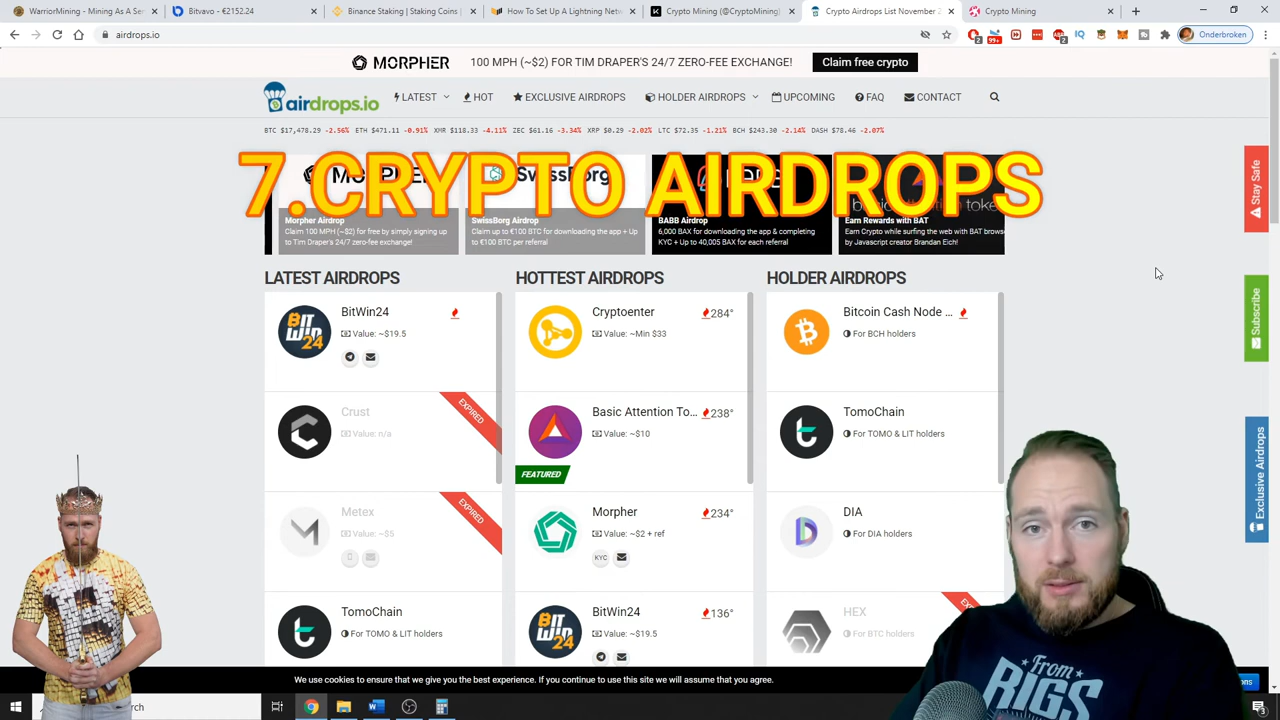 WarriorMining - Mining As A Ser
Bitvavo - €2152.24
Binance Staking | Staking Coins |
How To Set Up A Lightning Netw
Crypto Mining (@CryptoMining)
Crypto Airdrops List November 2
Crypto Mining
airdrops.io
Onderbroken
MORPHER 100 MPH (~$2) FOR TIM DRAPER'S 24/7 ZERO-FEE EXCHANGE! Claim free crypto
airdrops.io LATEST HOT EXCLUSIVE AIRDROPS HOLDER AIRDROPS UPCOMING FAQ CONTACT
BTC $17,478.29 -2.56% ETH $471.11 -0.91% XMR $118.33 -4.11% ZEC $61.16 -3.34% XRP $0.29 -2.02% LTC $72.35 -1.21% BCH $243.30 -2.14% DASH $78.46 -2.07%
7.CRYPTO AIRDROPS
Morpher Airdrop
Claim 100 MPH (~$2) for free by simply signing up
to Tim Draper's 24/7 zero-fee exchange!
SwissBorg Airdrop
Claim up to €100 BTC for downloading the app + Up
to €100 BTC per referral
BABB Airdrop
6,000 BAX for downloading the app & completing
KYC + Up to 40,005 BAX for each referral
Earn Rewards with BAT
Earn Crypto while surfing the web with BAT brows
by Javascript creator Brandan Eich!
Stay Safe
Subscribe
Exclusive Airdrops
LATEST AIRDROPS
BitWin24
Value: ~$19.5
Crust
Value: n/a
EXPIRED
Metex
Value: ~$5
EXPIRED
TomoChain
For TOMO & LIT holders
HOTTEST AIRDROPS
Cryptoenter 284°
Value: ~Min $33
Basic Attention To... 238°
Value: ~$10
FEATURED
Morpher 234°
Value: ~$2 + ref
KYC
BitWin24 136°
Value: ~$19.5
HOLDER AIRDROPS
Bitcoin Cash Node ...
For BCH holders
TomoChain
For TOMO & LIT holders
DIA
For DIA holders
HEX
For BTC holders
We use cookies to ensure that we give you the best experience. If you continue to use this site we will assume that you agree.
From
RIGS